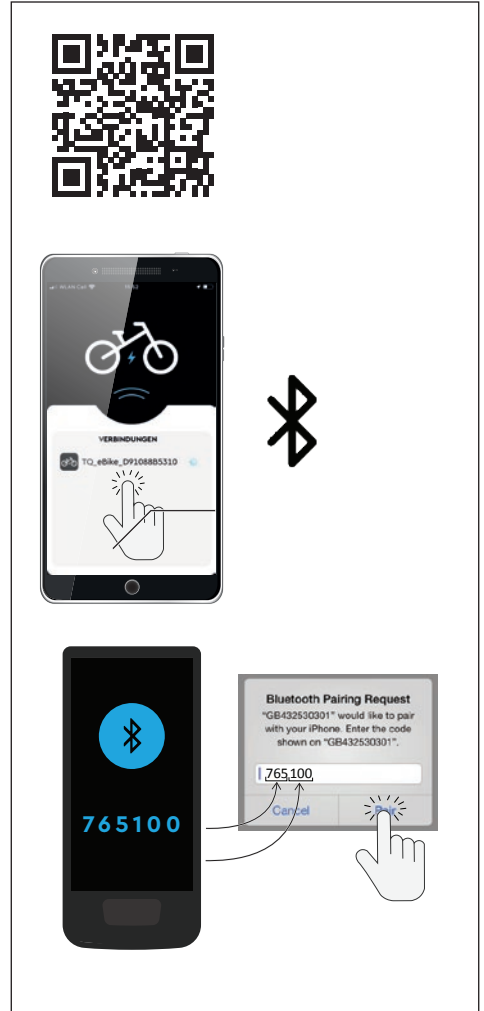 VERBINDUNGEN
TQ_eBike_D9108BB5310
765100
Bluetooth Pairing Request
"GB432530301" would like to pair
with your iPhone. Enter the code
shown on "GB432530301".
765100
Cancel